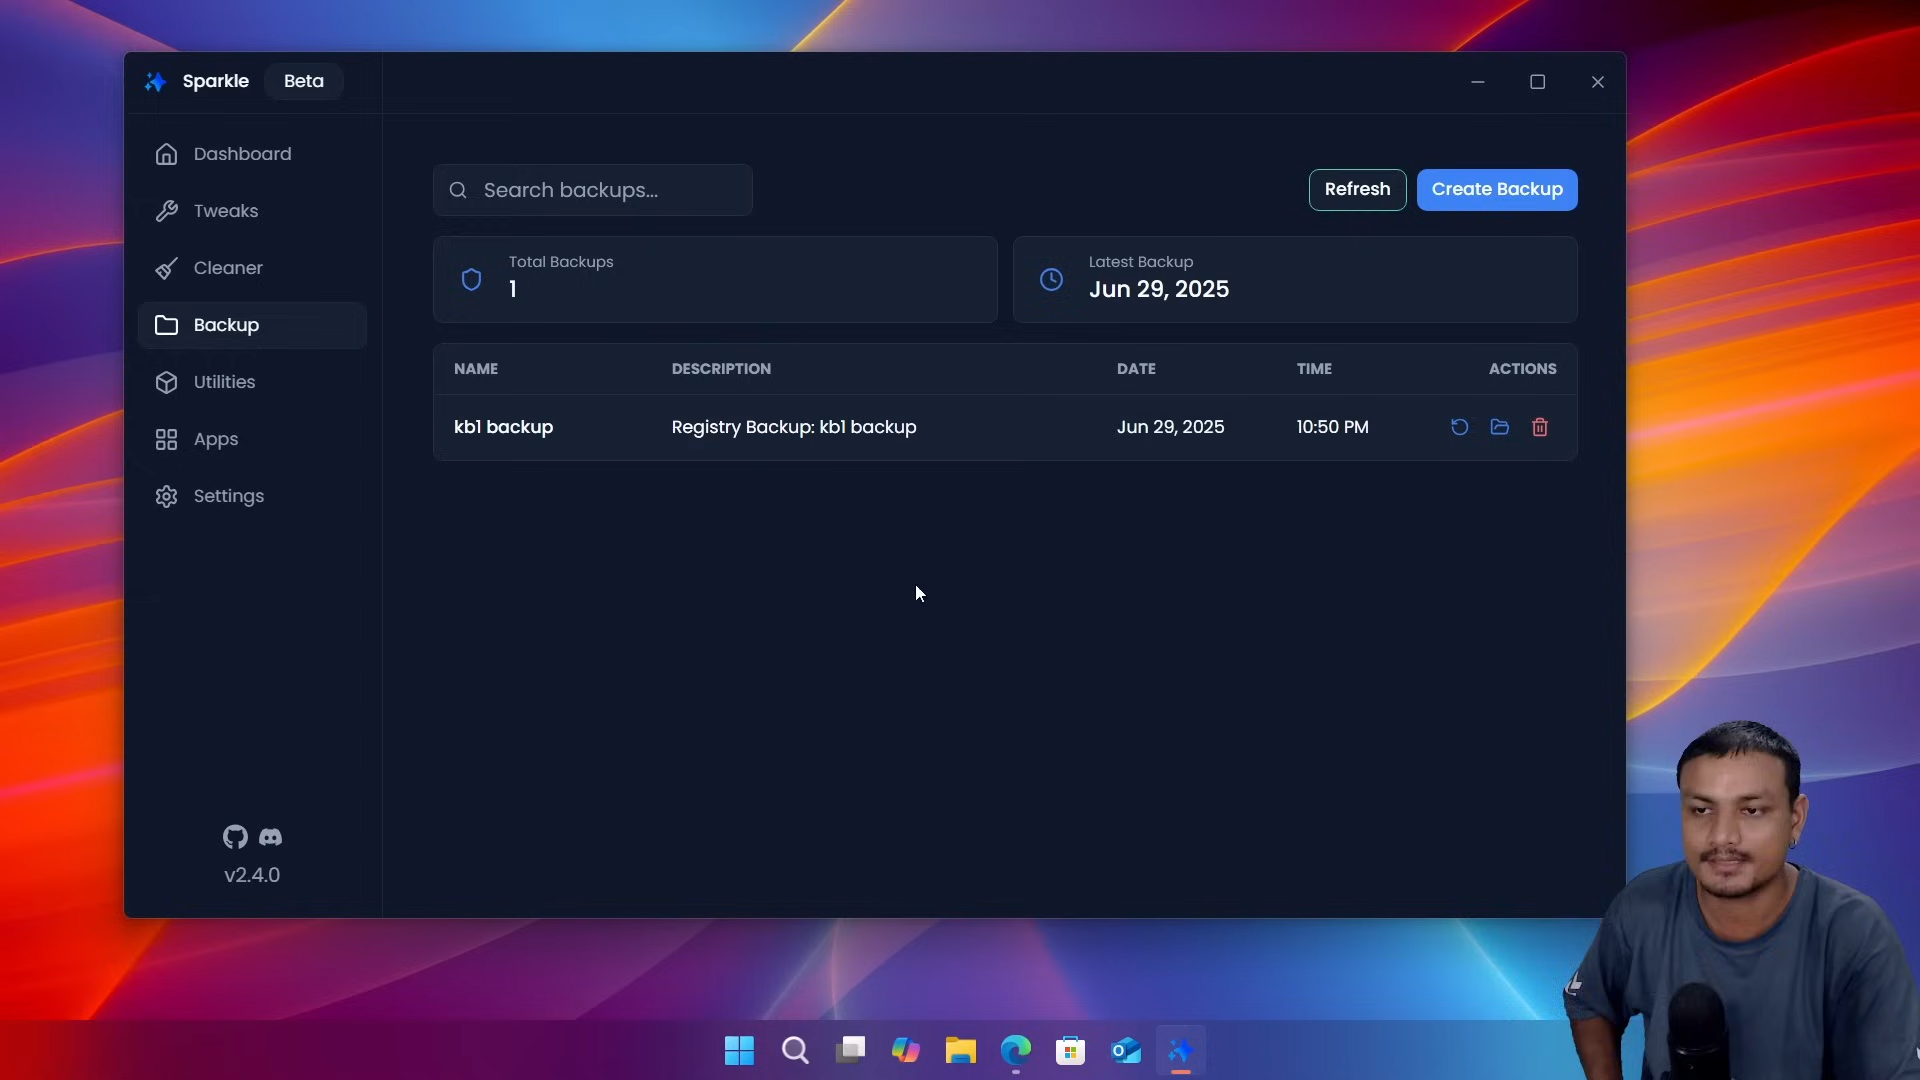 Sparkle Beta
Dashboard
Tweaks
Cleaner
Backup
Utilities
Apps
Settings
v2.4.0
Search backups...
Refresh Create Backup
Total Backups
1
Latest Backup
Jun 29, 2025
NAME DESCRIPTION DATE TIME ACTIONS
kb1 backup Registry Backup: kb1 backup Jun 29, 2025 10:50 PM